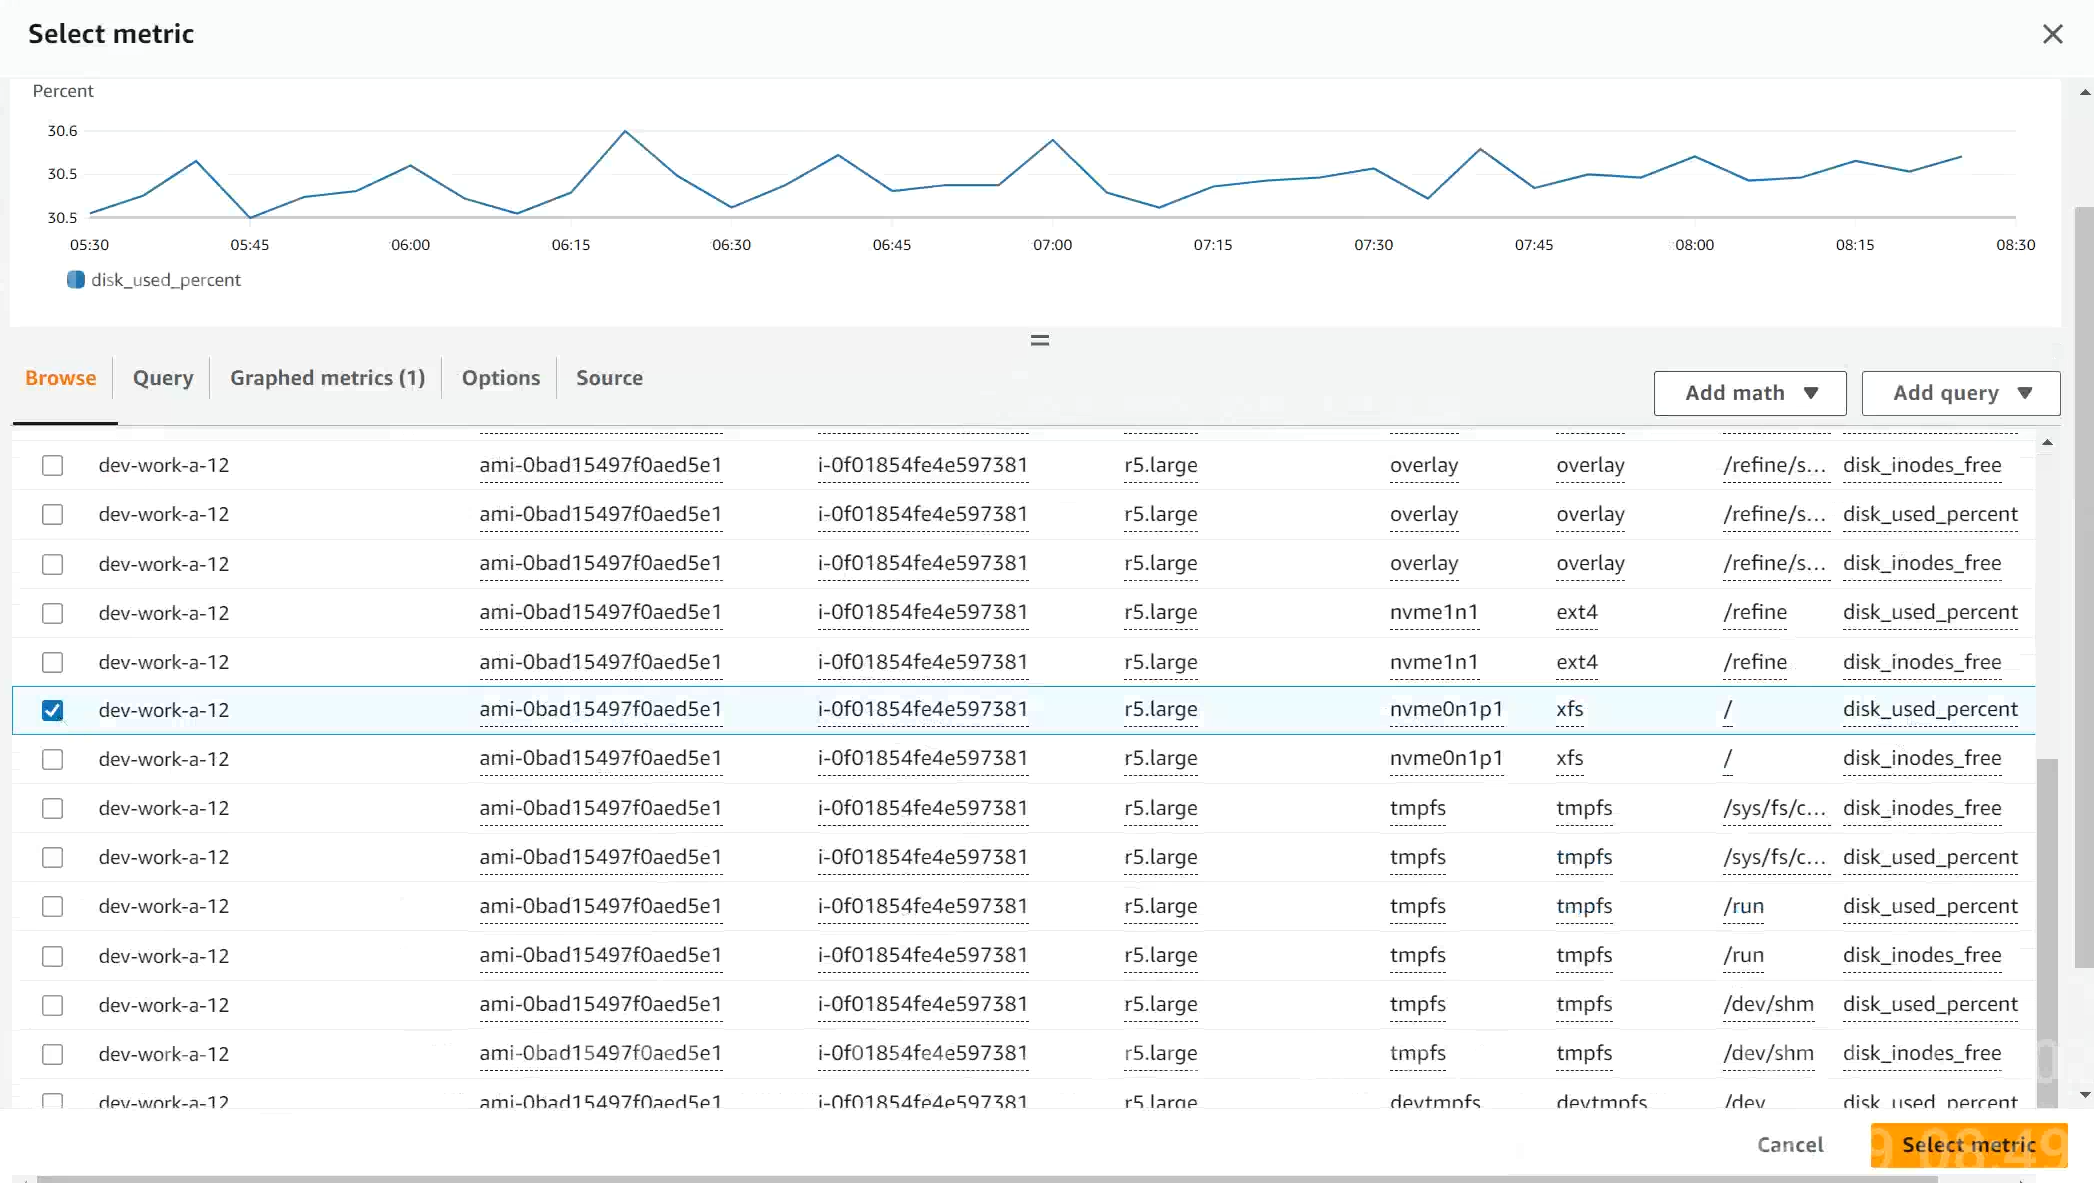 Select metric
Percent
30.6
30.5
30.5
05:30 05:45 06:00 06:15 06:30 06:45 07:00 07:15 07:30 07:45 08:00 08:15 08:30
disk_used_percent
Browse Query Graphed metrics (1) Options Source Add math Add query
dev-work-a-12 ami-0bad15497f0aed5e1 i-0f01854fe4e597381 r5.large overlay overlay /refine/s... disk_inodes_free
dev-work-a-12 ami-0bad15497f0aed5e1 i-0f01854fe4e597381 r5.large overlay overlay /refine/s... disk_used_percent
dev-work-a-12 ami-0bad15497f0aed5e1 i-0f01854fe4e597381 r5.large overlay overlay /refine/s... disk_inodes_free
dev-work-a-12 ami-0bad15497f0aed5e1 i-0f01854fe4e597381 r5.large nvme1n1 ext4 /refine disk_used_percent
dev-work-a-12 ami-0bad15497f0aed5e1 i-0f01854fe4e597381 r5.large nvme1n1 ext4 /refine disk_inodes_free
dev-work-a-12 ami-0bad15497f0aed5e1 i-0f01854fe4e597381 r5.large nvme0n1p1 xfs / disk_used_percent
dev-work-a-12 ami-0bad15497f0aed5e1 i-0f01854fe4e597381 r5.large nvme0n1p1 xfs / disk_inodes_free
dev-work-a-12 ami-0bad15497f0aed5e1 i-0f01854fe4e597381 r5.large tmpfs tmpfs /sys/fs/c... disk_inodes_free
dev-work-a-12 ami-0bad15497f0aed5e1 i-0f01854fe4e597381 r5.large tmpfs tmpfs /sys/fs/c... disk_used_percent
dev-work-a-12 ami-0bad15497f0aed5e1 i-0f01854fe4e597381 r5.large tmpfs tmpfs /run disk_used_percent
dev-work-a-12 ami-0bad15497f0aed5e1 i-0f01854fe4e597381 r5.large tmpfs tmpfs /run disk_inodes_free
dev-work-a-12 ami-0bad15497f0aed5e1 i-0f01854fe4e597381 r5.large tmpfs tmpfs /dev/shm disk_used_percent
dev-work-a-12 ami-0bad15497f0aed5e1 i-0f01854fe4e597381 r5.large tmpfs tmpfs /dev/shm disk_inodes_free
dev-work-a-12 ami-0bad15497f0aed5e1 i-0f01854fe4e597381 r5.large devtmpfs devtmpfs /dev disk_used_percent
Cancel Select metric